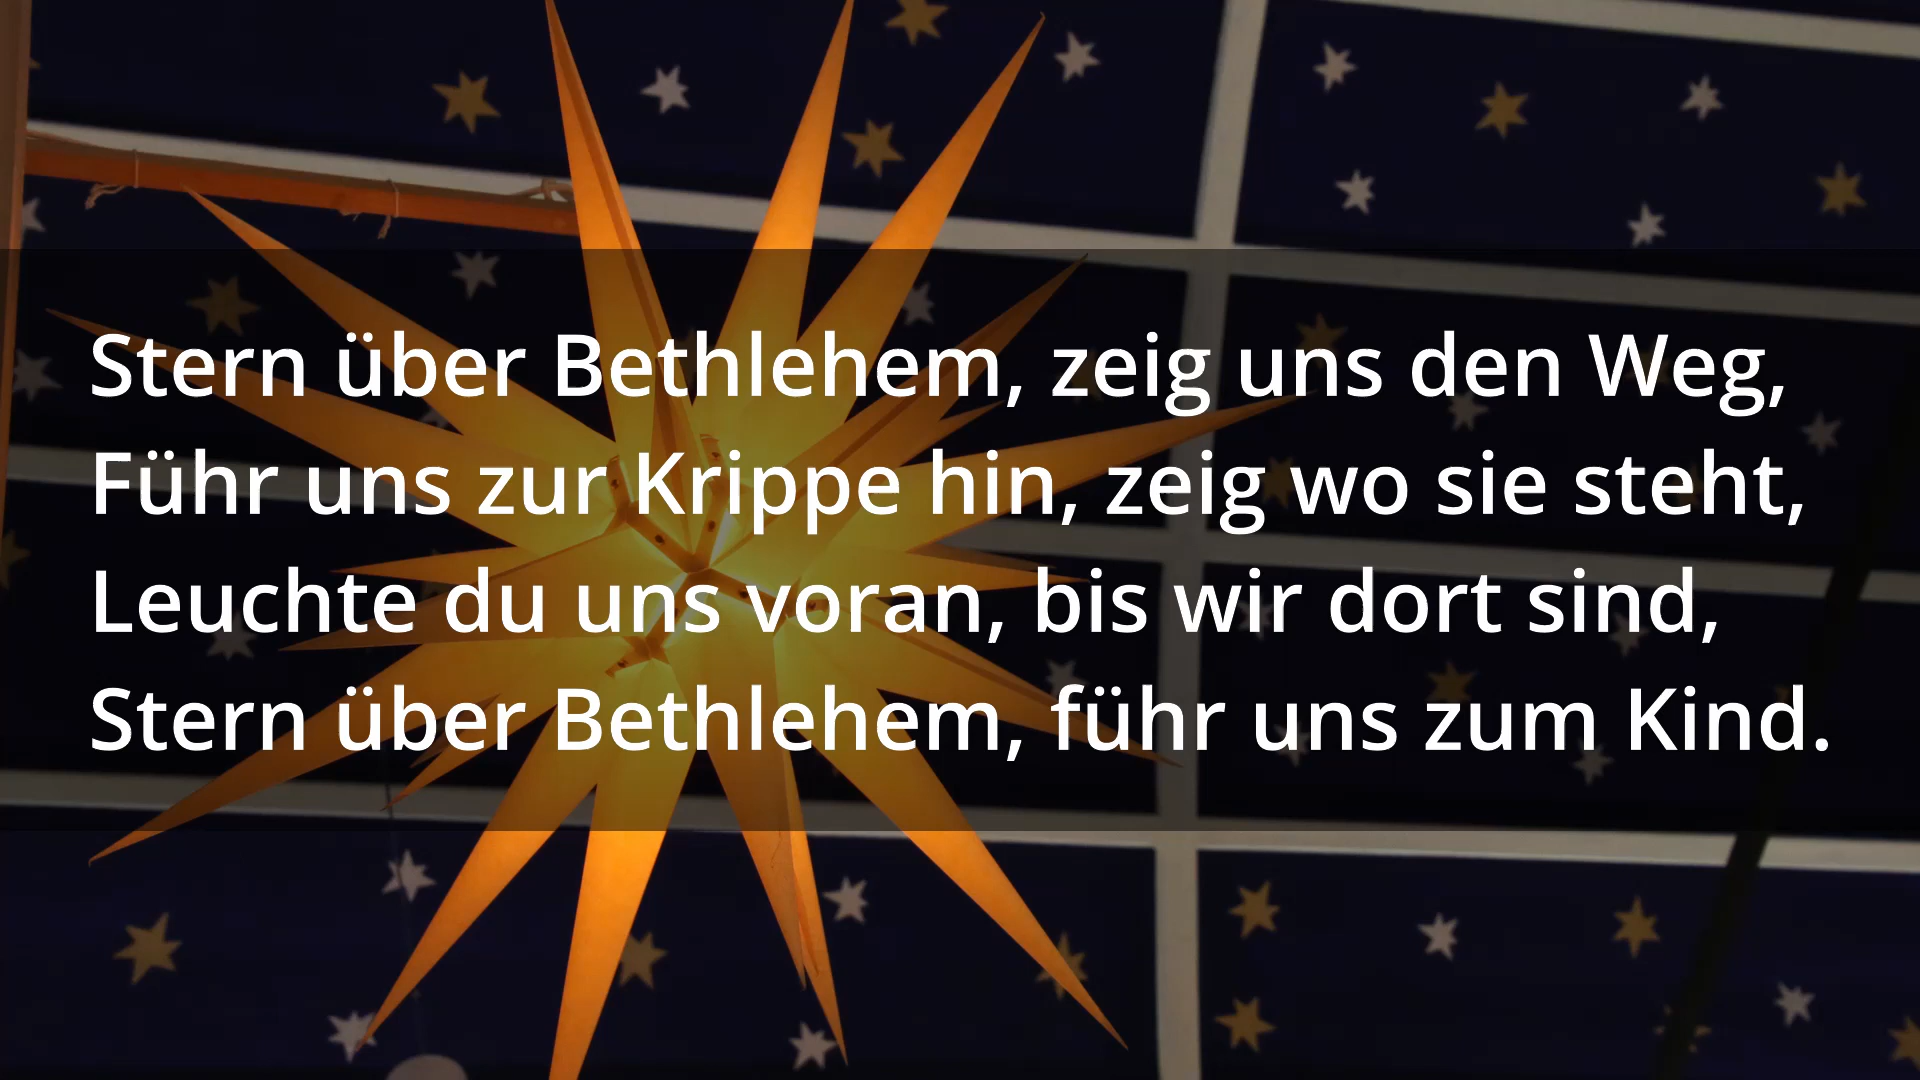 Stern über Bethlehem, zeig uns den Weg,
Führ uns zur Krippe hin, zeig wo sie steht,
Leuchte du uns voran, bis wir dort sind,
Stern über Bethlehem, führ uns zum Kind.